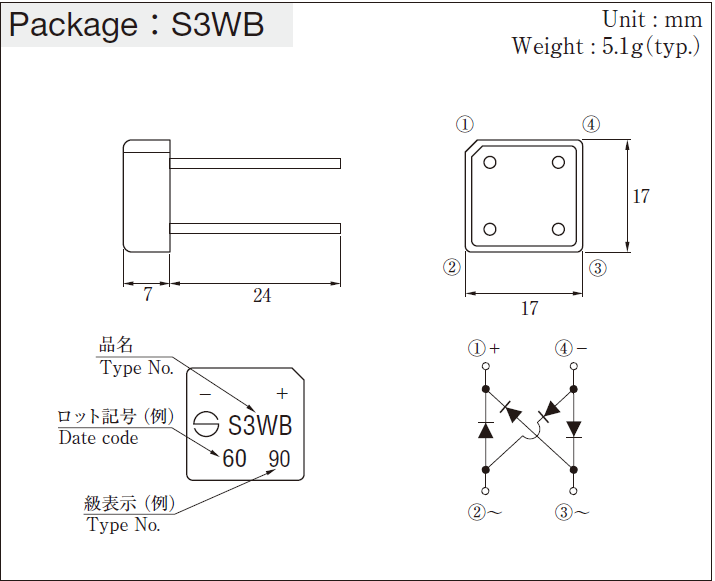 Package：S3WB
Unit : mm
Weight : 5.1g(typ.)
① ④
17
② ③
7 24
17
品名
Type No.
− +
ロット記号 (例)
Date code
S3WB
60 90
級表示 (例)
Type No.
①+ ④−
②～ ③～